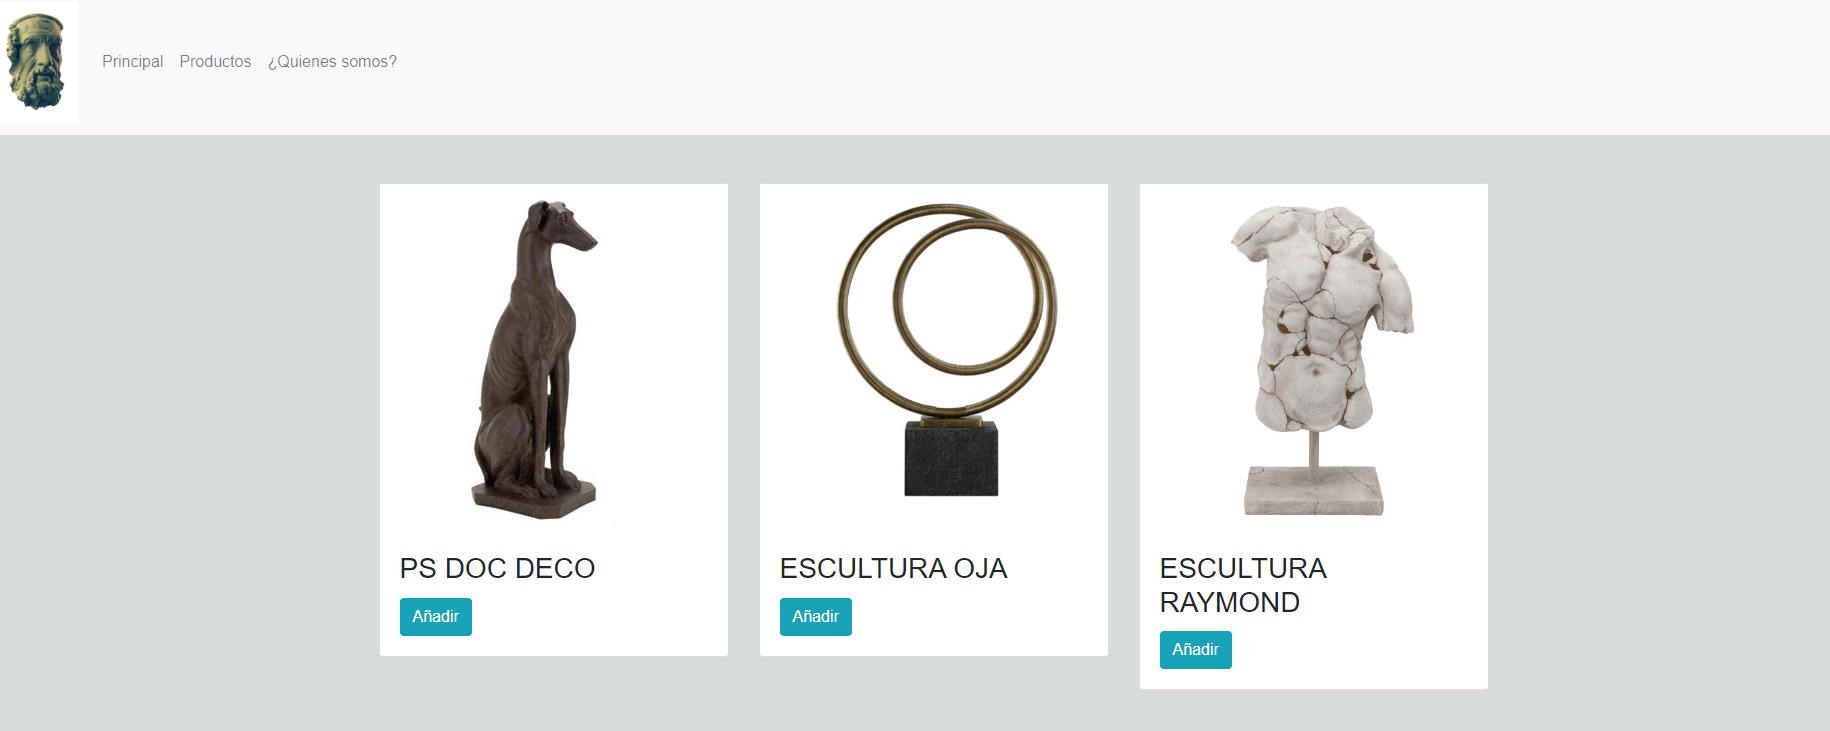 Principal Productos ¿Quienes somos?
PS DOC DECO
Añadir
ESCULTURA OJA
Añadir
ESCULTURA
RAYMOND
Añadir